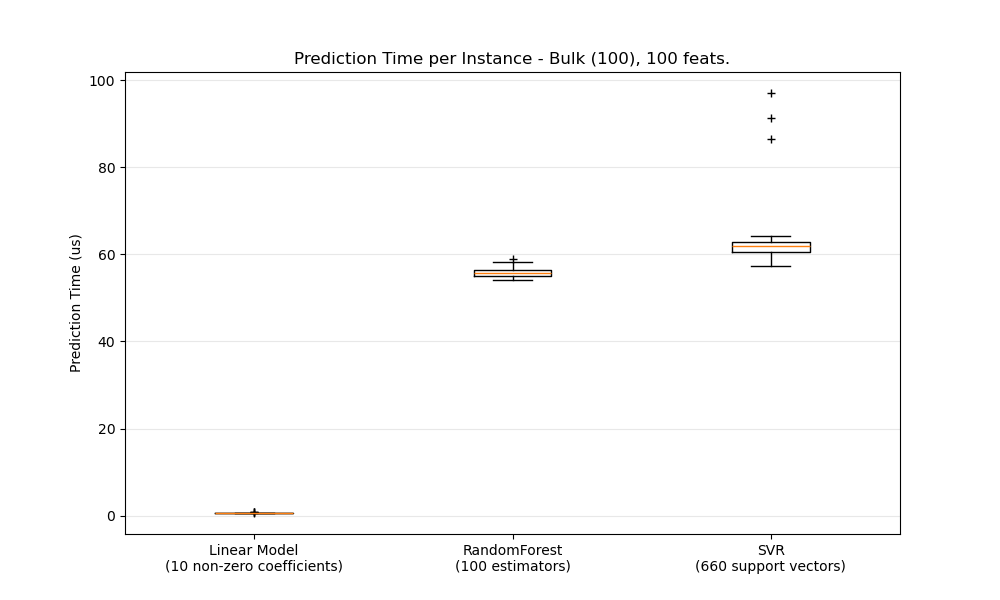 Prediction Time per Instance - Bulk (100), 100 feats.
100
80
60
40
20
0
Prediction Time (us)
Linear Model
(10 non-zero coefficients)
RandomForest
(100 estimators)
SVR
(660 support vectors)